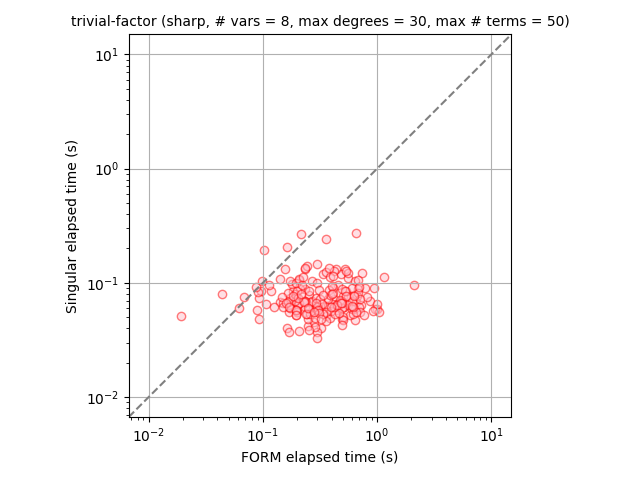 trivial-factor (sharp, # vars = 8, max degrees = 30, max # terms = 50)
10¹
10⁰
10⁻¹
10⁻²
Singular elapsed time (s)
10⁻² 10⁻¹ 10⁰ 10¹
FORM elapsed time (s)